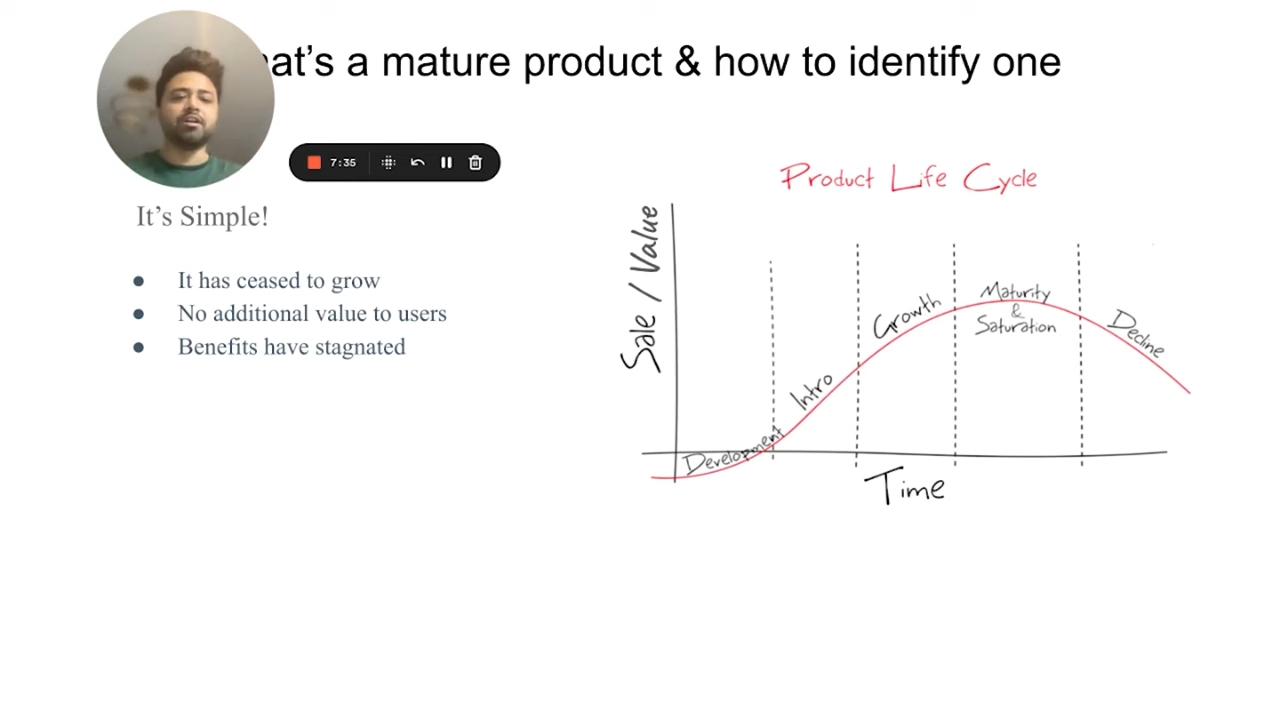 at's a mature product & how to identify one
7:35
It's Simple!
● It has ceased to grow
● No additional value to users
● Benefits have stagnated
Product Life Cycle
Sale / Value
Development
Intro
Growth
Maturity
&
Saturation
Decline
Time